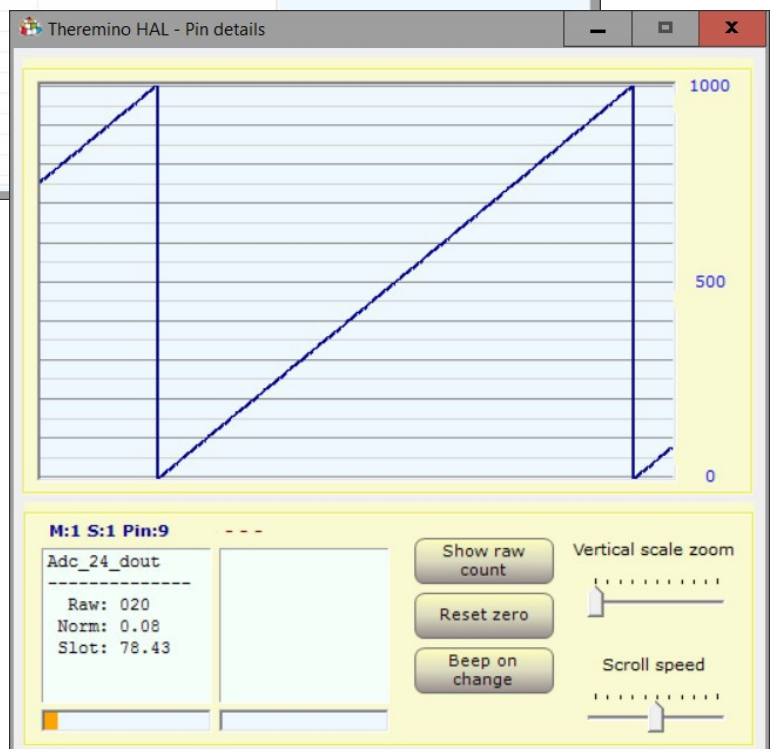 Theremino HAL - Pin details
1000
500
0
M:1 S:1 Pin:9
- - -
Adc_24_dout
--------------
Raw: 020
Norm: 0.08
Slot: 78.43
Show raw
count
Reset zero
Beep on
change
Vertical scale zoom
Scroll speed